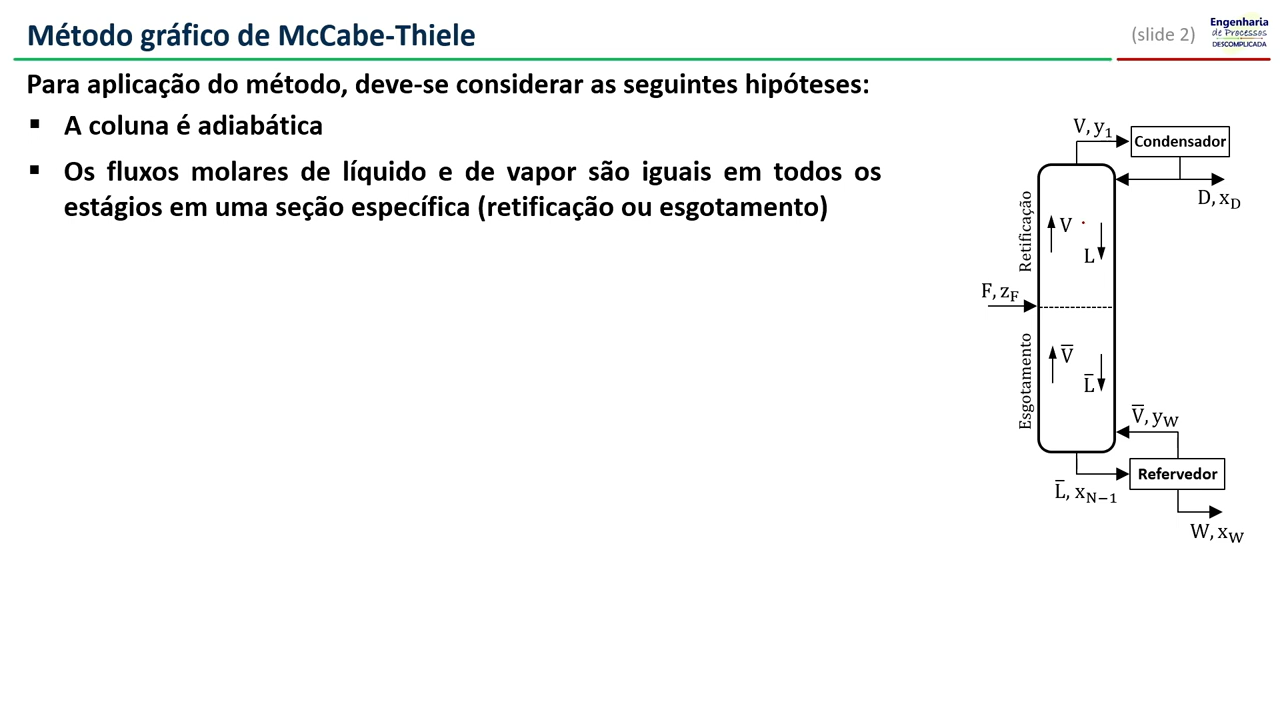 Método gráfico de McCabe-Thiele
(slide 2)
Engenharia
de Processos
DESCOMPLICADA
Para aplicação do método, deve-se considerar as seguintes hipóteses:
▪ A coluna é adiabática
▪ Os fluxos molares de líquido e de vapor são iguais em todos os
estágios em uma seção específica (retificação ou esgotamento)
V, y₁
Condensador
D, x_D
Retificação
V
L
F, z_F
Esgotamento
V̅
L̅
V̅, y_W
Refervedor
L̅, x_{N−1}
W, x_W